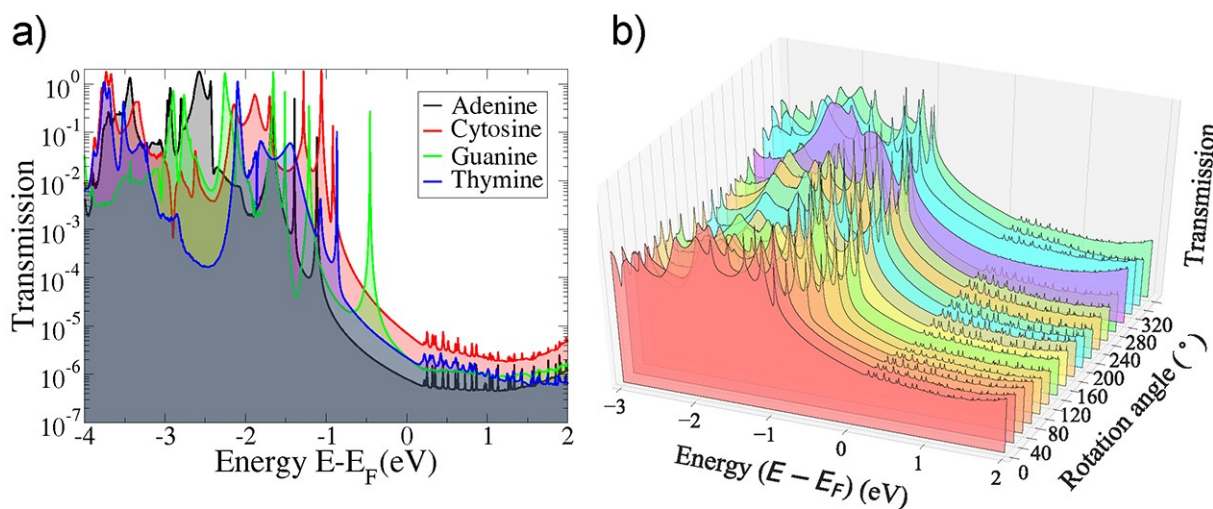 a)
Transmission
10^0
10^-1
10^-2
10^-3
10^-4
10^-5
10^-6
10^-7
Adenine
Cytosine
Guanine
Thymine
-4 -3 -2 -1 0 1 2
Energy E-E_F(eV)
b)
Transmission
−3 −2 −1 0 1 2
Energy (E − E_F) (eV)
0 40 80 120 160 200 240 280 320
Rotation angle (°)